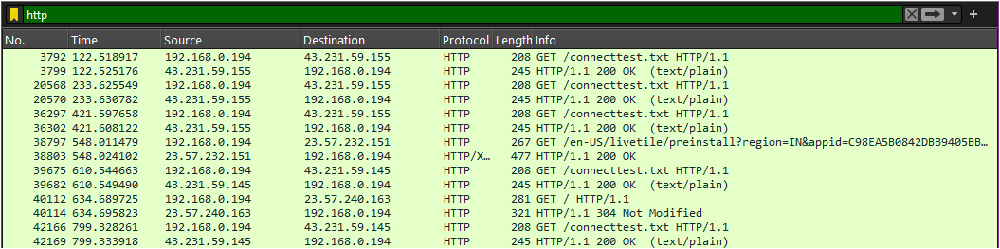 http
No. Time Source Destination Protocol Length Info
3792 122.518917 192.168.0.194 43.231.59.155 HTTP 208 GET /connecttest.txt HTTP/1.1
3799 122.525176 43.231.59.155 192.168.0.194 HTTP 245 HTTP/1.1 200 OK (text/plain)
20568 233.625549 192.168.0.194 43.231.59.155 HTTP 208 GET /connecttest.txt HTTP/1.1
20570 233.630782 43.231.59.155 192.168.0.194 HTTP 245 HTTP/1.1 200 OK (text/plain)
36297 421.597658 192.168.0.194 43.231.59.155 HTTP 208 GET /connecttest.txt HTTP/1.1
36302 421.608122 43.231.59.155 192.168.0.194 HTTP 245 HTTP/1.1 200 OK (text/plain)
38797 548.011479 192.168.0.194 23.57.232.151 HTTP 267 GET /en-US/livetile/preinstall?region=IN&appid=C98EA5B0842DBB9405BB…
38803 548.024102 23.57.232.151 192.168.0.194 HTTP/X… 477 HTTP/1.1 200 OK
39675 610.544663 192.168.0.194 43.231.59.145 HTTP 208 GET /connecttest.txt HTTP/1.1
39682 610.549490 43.231.59.145 192.168.0.194 HTTP 245 HTTP/1.1 200 OK (text/plain)
40112 634.689725 192.168.0.194 23.57.240.163 HTTP 281 GET / HTTP/1.1
40114 634.695823 23.57.240.163 192.168.0.194 HTTP 321 HTTP/1.1 304 Not Modified
42166 799.328261 192.168.0.194 43.231.59.145 HTTP 208 GET /connecttest.txt HTTP/1.1
42169 799.333918 43.231.59.145 192.168.0.194 HTTP 245 HTTP/1.1 200 OK (text/plain)